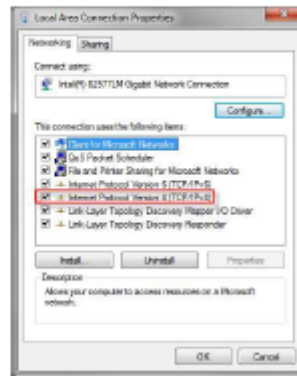 Local Area Connection Properties
Networking
Sharing
Connect using:
Intel(R) 82577LM Gigabit Network Connection
Configure...
This connection uses the following items:
Client for Microsoft Networks
QoS Packet Scheduler
File and Printer Sharing for Microsoft Networks
Internet Protocol Version 6 (TCP/IPv6)
Internet Protocol Version 4 (TCP/IPv4)
Link-Layer Topology Discovery Mapper I/O Driver
Link-Layer Topology Discovery Responder
Install...
Uninstall
Properties
Description
Allows your computer to access resources on a Microsoft
network.
OK
Cancel